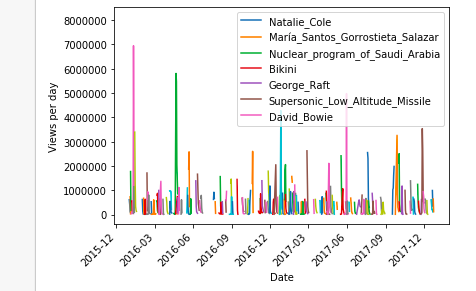 8000000
7000000
6000000
5000000
4000000
3000000
2000000
1000000
0
Views per day
Natalie_Cole
María_Santos_Gorrostieta_Salazar
Nuclear_program_of_Saudi_Arabia
Bikini
George_Raft
Supersonic_Low_Altitude_Missile
David_Bowie
2015-12
2016-03
2016-06
2016-09
2016-12
2017-03
2017-06
2017-09
2017-12
Date